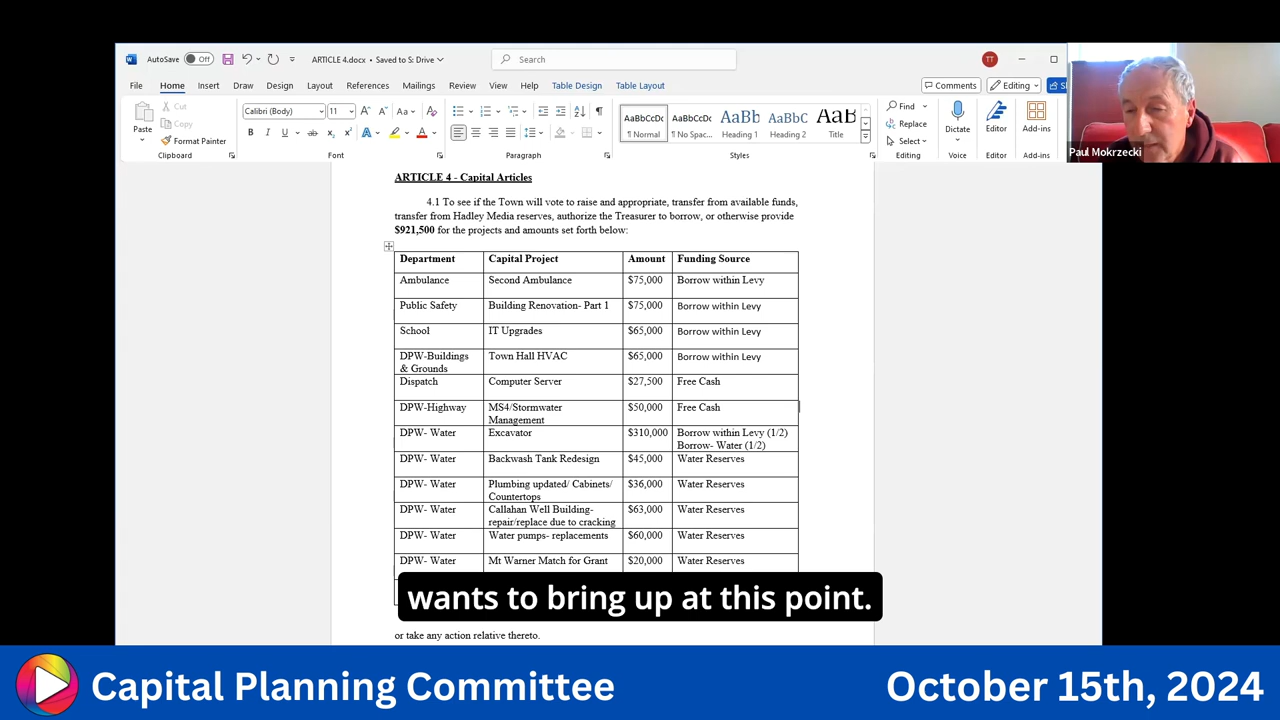 AutoSave Off ARTICLE 4.docx • Saved to S: Drive Search TT
File Home Insert Draw Design Layout References Mailings Review View Help Table Design Table Layout Comments Editing
Paste Cut Copy Format Painter Calibri (Body) 11 Find Replace Select Dictate Editor Add-ins
AaBbCcDc AaBbCcDc AaBbC AaBbC AaB
¶ Normal ¶ No Spac... Heading 1 Heading 2 Title
Clipboard Font Paragraph Styles Editing Voice Editor Add-ins
Paul Mokrzecki
ARTICLE 4 - Capital Articles
4.1 To see if the Town will vote to raise and appropriate, transfer from available funds,
transfer from Hadley Media reserves, authorize the Treasurer to borrow, or otherwise provide
$921,500 for the projects and amounts set forth below:
Department Capital Project Amount Funding Source
Ambulance Second Ambulance $75,000 Borrow within Levy
Public Safety Building Renovation- Part 1 $75,000 Borrow within Levy
School IT Upgrades $65,000 Borrow within Levy
DPW-Buildings Town Hall HVAC $65,000 Borrow within Levy
& Grounds
Dispatch Computer Server $27,500 Free Cash
DPW-Highway MS4/Stormwater $50,000 Free Cash
Management
DPW- Water Excavator $310,000 Borrow within Levy (1/2)
Borrow- Water (1/2)
DPW- Water Backwash Tank Redesign $45,000 Water Reserves
DPW- Water Plumbing updated/ Cabinets/ $36,000 Water Reserves
Countertops
DPW- Water Callahan Well Building- $63,000 Water Reserves
repair/replace due to cracking
DPW- Water Water pumps- replacements $60,000 Water Reserves
DPW- Water Mt Warner Match for Grant $20,000 Water Reserves
wants to bring up at this point.
or take any action relative thereto.
Capital Planning Committee October 15th, 2024